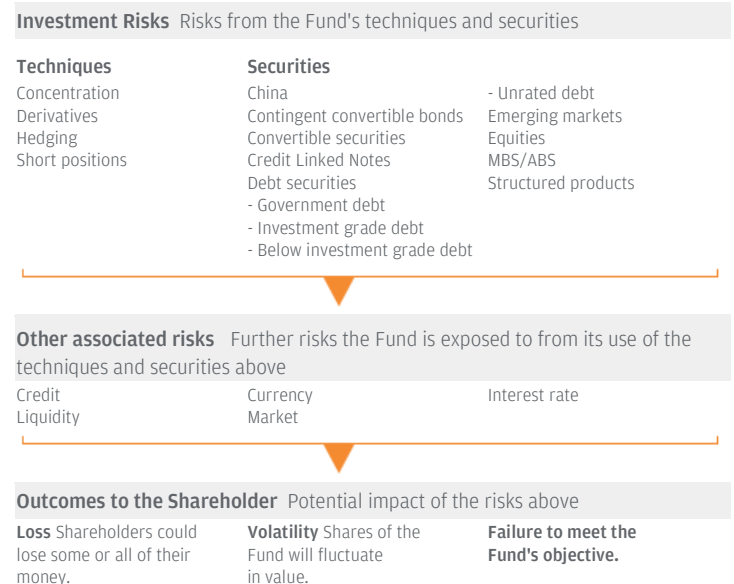 Investment Risks Risks from the Fund's techniques and securities
Techniques
Concentration
Derivatives
Hedging
Short positions
Securities
China
Contingent convertible bonds
Convertible securities
Credit Linked Notes
Debt securities
- Government debt
- Investment grade debt
- Below investment grade debt
- Unrated debt
Emerging markets
Equities
MBS/ABS
Structured products
Other associated risks Further risks the Fund is exposed to from its use of the
techniques and securities above
Credit
Liquidity
Currency
Market
Interest rate
Outcomes to the Shareholder Potential impact of the risks above
Loss Shareholders could
lose some or all of their
money.
Volatility Shares of the
Fund will fluctuate
in value.
Failure to meet the
Fund's objective.